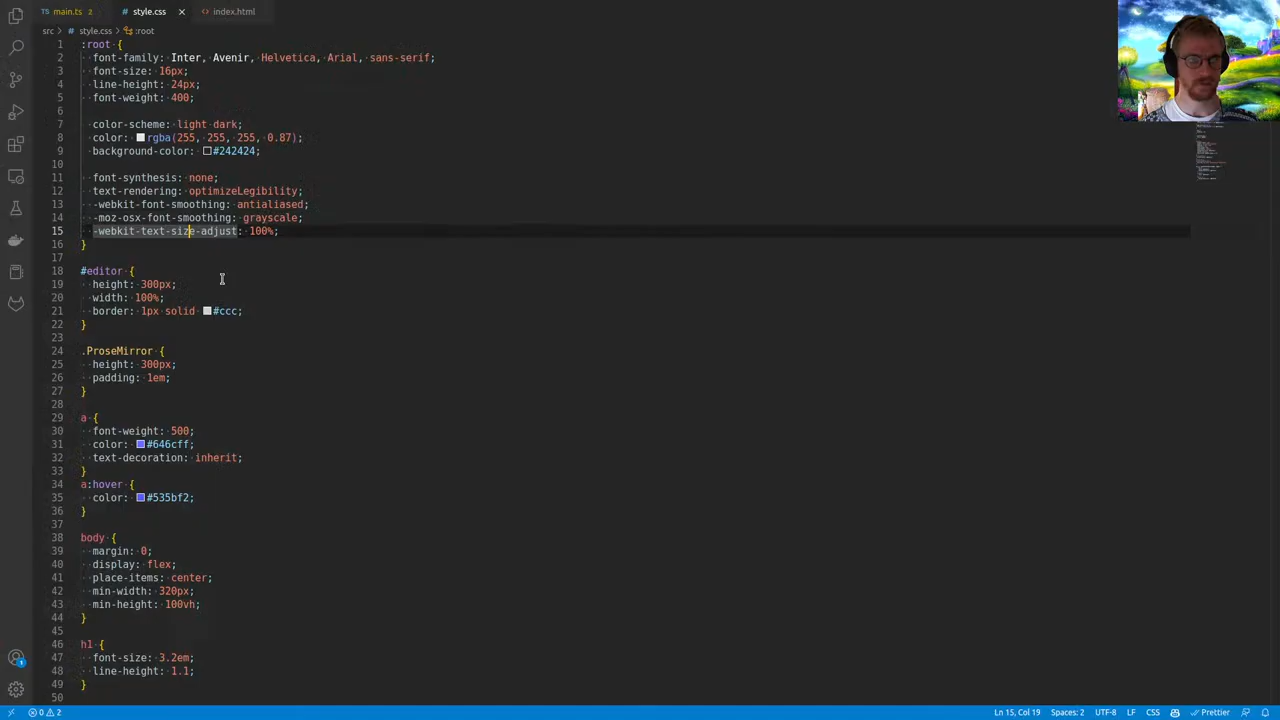 main.ts 2 style.css index.html
src style.css :root
1 :root {
2 font-family: Inter, Avenir, Helvetica, Arial, sans-serif;
3 font-size: 16px;
4 line-height: 24px;
5 font-weight: 400;
6
7 color-scheme: light dark;
8 color: rgba(255, 255, 255, 0.87);
9 background-color: #242424;
10
11 font-synthesis: none;
12 text-rendering: optimizeLegibility;
13 -webkit-font-smoothing: antialiased;
14 -moz-osx-font-smoothing: grayscale;
15 -webkit-text-size-adjust: 100%;
16 }
17
18 #editor {
19 height: 300px;
20 width: 100%;
21 border: 1px solid #ccc;
22 }
23
24 .ProseMirror {
25 height: 300px;
26 padding: 1em;
27 }
28
29 a {
30 font-weight: 500;
31 color: #646cff;
32 text-decoration: inherit;
33 }
34 a:hover {
35 color: #535bf2;
36 }
37
38 body {
39 margin: 0;
40 display: flex;
41 place-items: center;
42 min-width: 320px;
43 min-height: 100vh;
44 }
45
46 h1 {
47 font-size: 3.2em;
48 line-height: 1.1;
49 }
50
0 2 Ln 15, Col 19 Spaces: 2 UTF-8 LF CSS Prettier